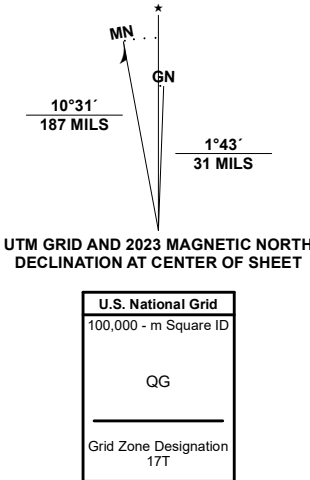 ★
MN
GN
10°31´
187 MILS
1°43´
31 MILS
UTM GRID AND 2023 MAGNETIC NORTH
DECLINATION AT CENTER OF SHEET
U.S. National Grid
100,000 - m Square ID
QG
Grid Zone Designation
17T